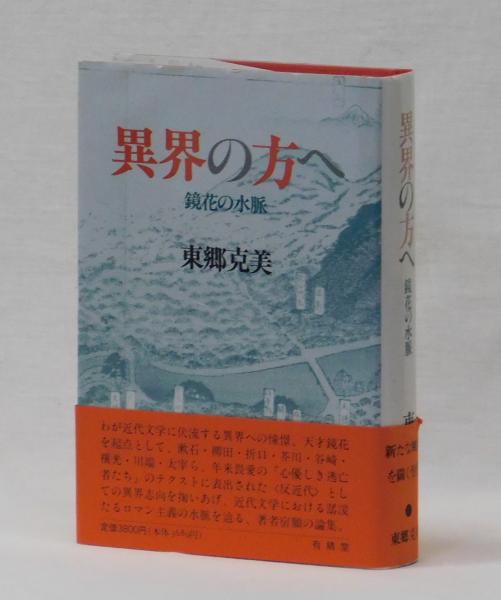 異界の方へ
鏡花の水脈
東郷克美
わが近代文学に伏流する異界への憧憬。天才鏡花
を起点として、漱石・柳田・折口・芥川・谷崎・
横光・川端・太宰ら、年来畏愛の「心優しき逃亡
者たち」のテクストに表出された〈反近代〉とし
ての異界志向を掬いあげ、近代文学における
たるロマン主義の水脈を辿る、著者宿願の論集。
定価3800円
有精堂
異界の方へ
鏡花の水脈
東
新たな
を闢く
東郷克